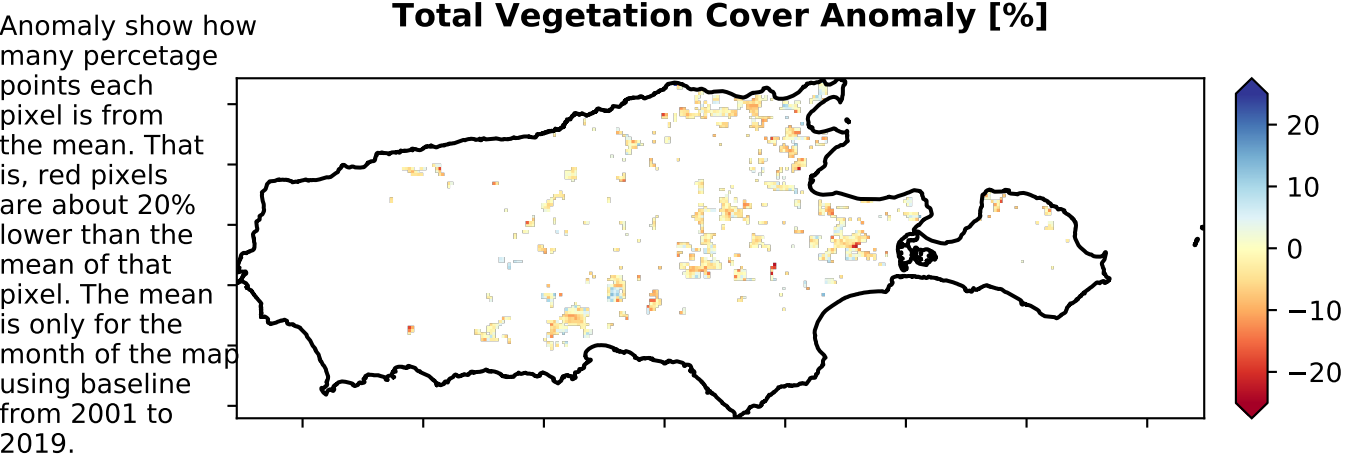 Total Vegetation Cover Anomaly [%]
Anomaly show how
many percetage
points each
pixel is from
the mean. That
is, red pixels
are about 20%
lower than the
mean of that
pixel. The mean
is only for the
month of the map
using baseline
from 2001 to
2019.
20
10
0
−10
−20